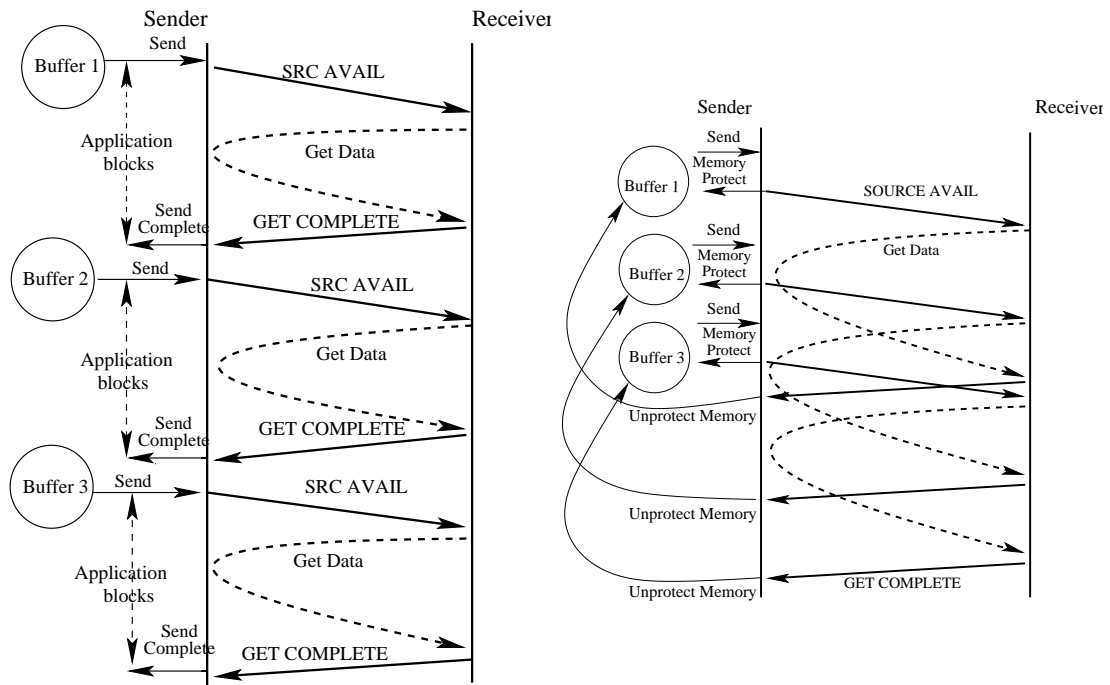 Sender
Receiver
Send
Buffer 1
SRC AVAIL
Application
blocks
Get Data
Send
Complete
GET COMPLETE
Buffer 2
Send
SRC AVAIL
Application
blocks
Get Data
Send
Complete
GET COMPLETE
Buffer 3
Send
SRC AVAIL
Application
blocks
Get Data
Send
Complete
GET COMPLETE
Sender
Receiver
Send
Memory
Protect
Buffer 1
SOURCE AVAIL
Send
Get Data
Memory
Protect
Buffer 2
Send
Memory
Protect
Buffer 3
Unprotect Memory
Unprotect Memory
GET COMPLETE
Unprotect Memory